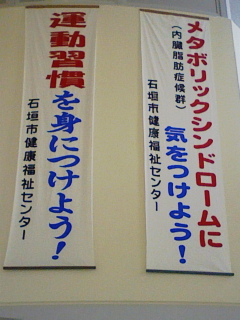 メタボリックシンドロームに
(内臓脂肪症候群)
気をつけよう!
石垣市健康福祉センター
運動習慣を身につけよう!
石垣市健康福祉センター